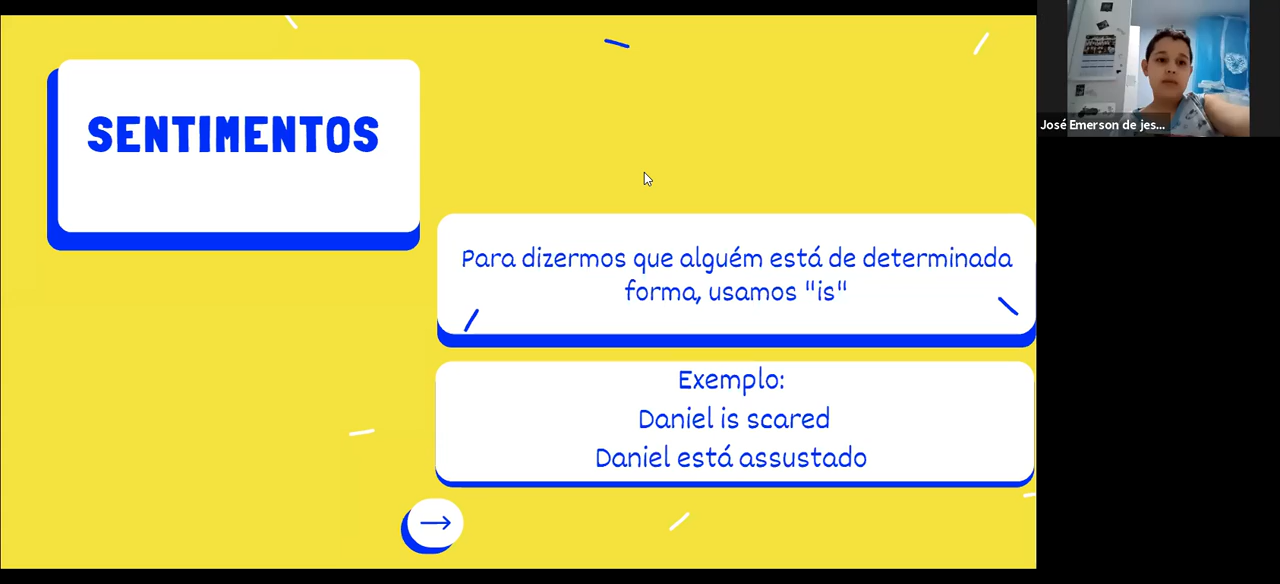 SENTIMENTOS
Para dizermos que alguém está de determinada
forma, usamos "is"
Exemplo:
Daniel is scared
Daniel está assustado
José Emerson de jes...